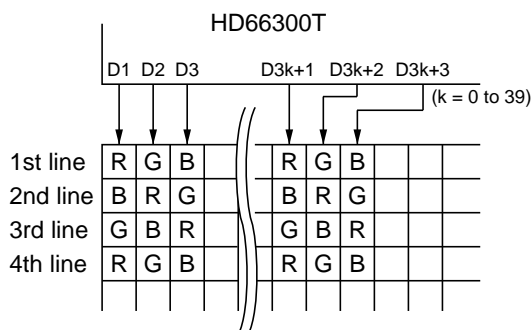 HD66300T
D1 D2 D3 D3k+1 D3k+2 D3k+3
(k = 0 to 39)
1st line R G B R G B
2nd line B R G B R G
3rd line G B R G B R
4th line R G B R G B